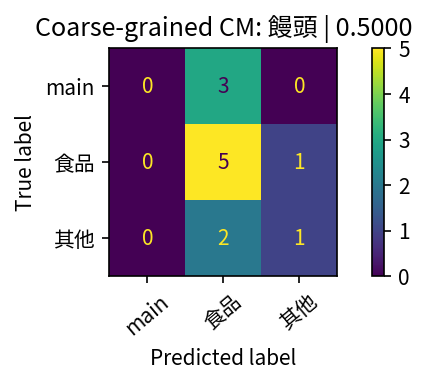 Coarse-grained CM: 饅頭 | 0.5000
True label
main 0 3 0
食品 0 5 1
其他 0 2 1
main 食品 其他
Predicted label
5
4
3
2
1
0